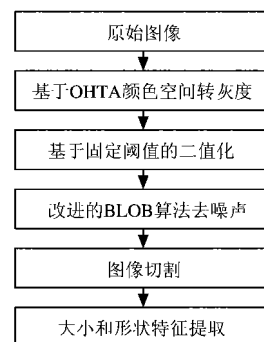 原始图像
基于OHTA颜色空间转灰度
基于固定阈值的二值化
改进的BLOB算法去噪声
图像切割
大小和形状特征提取